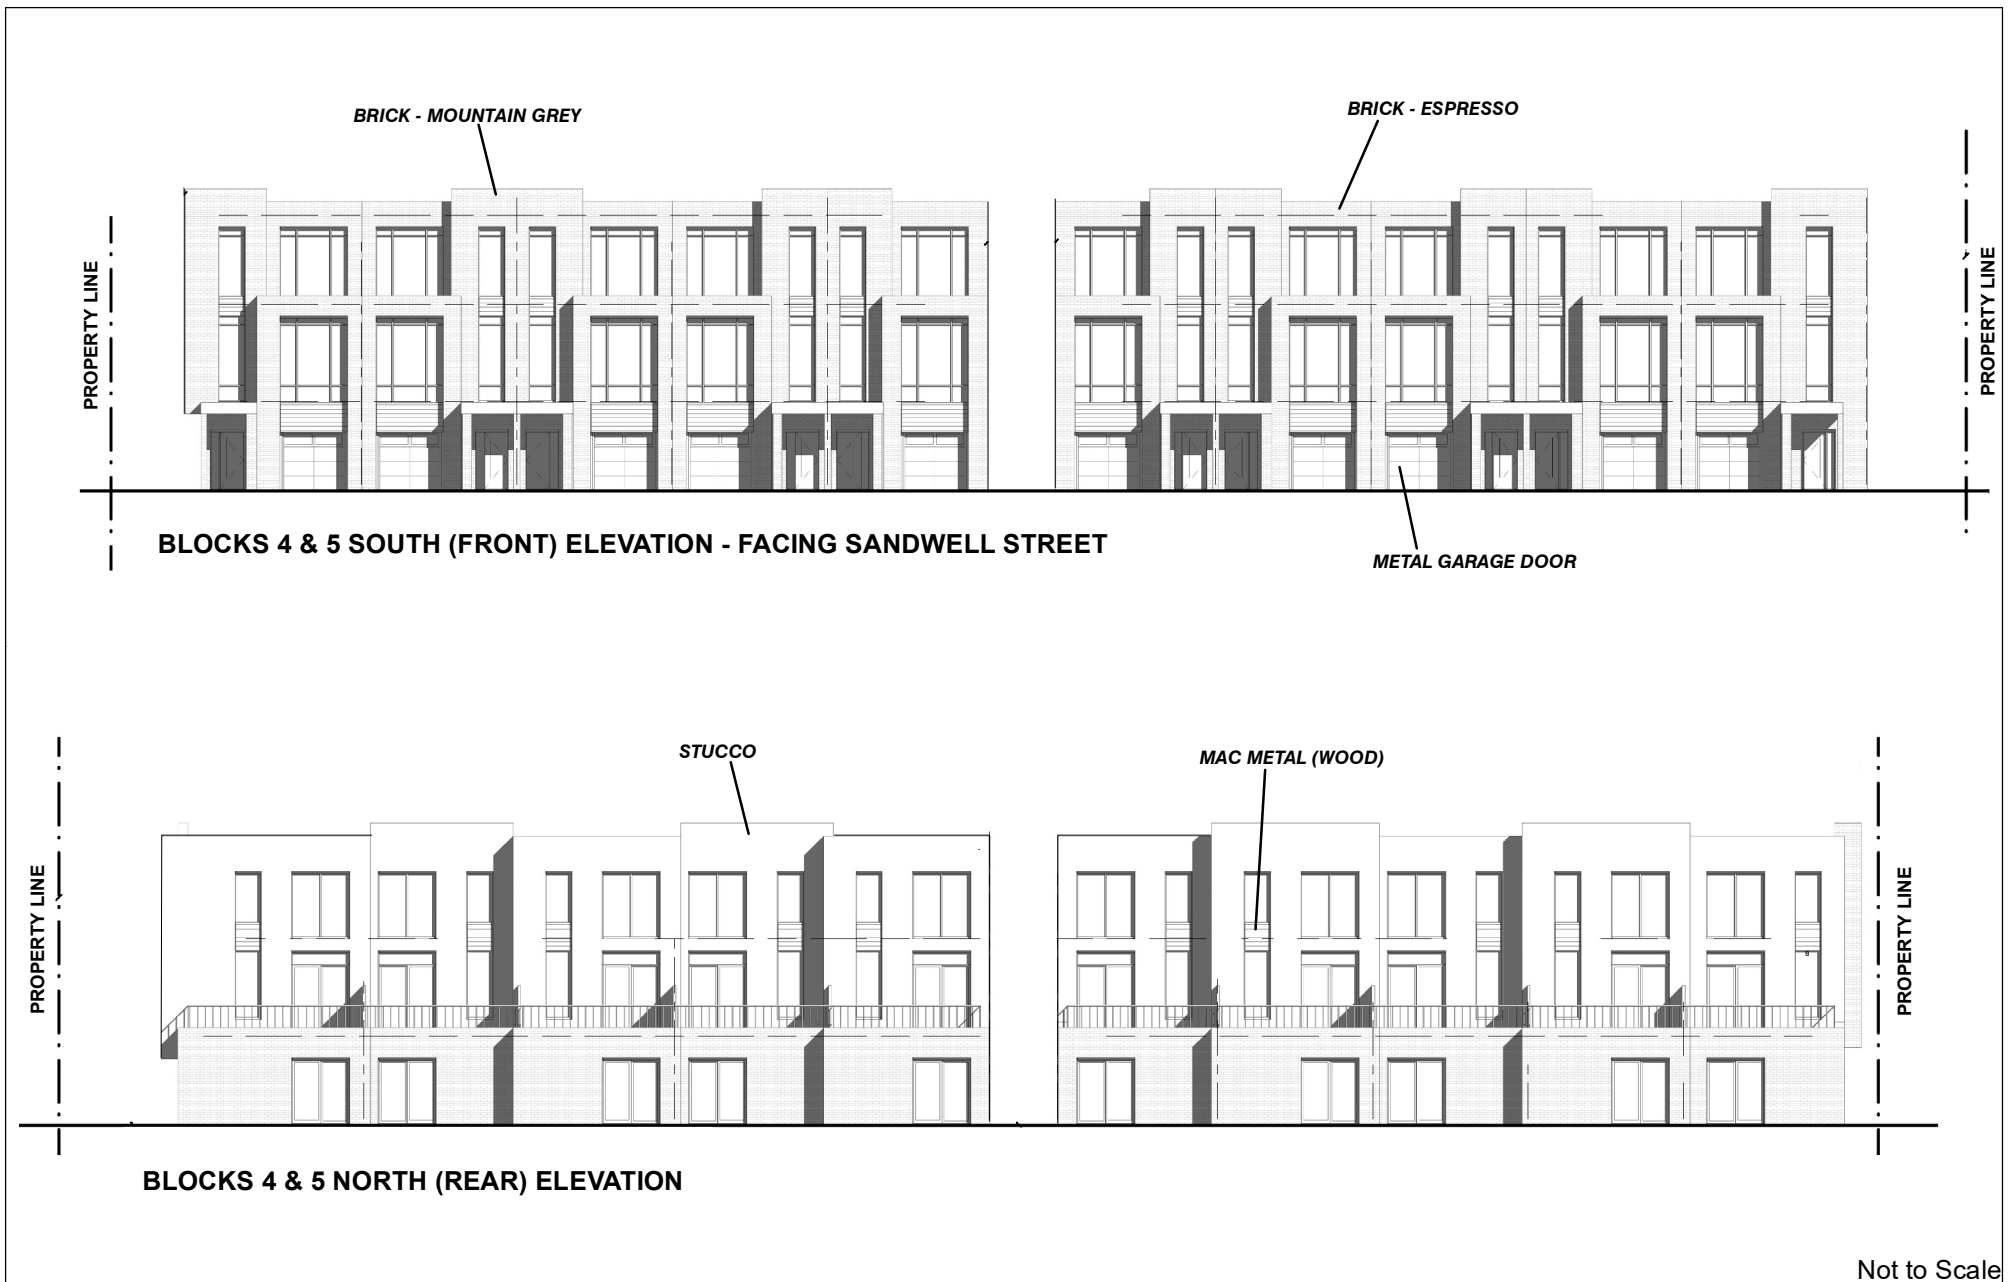 BRICK - MOUNTAIN GREY
BRICK - ESPRESSO
PROPERTY LINE
PROPERTY LINE
BLOCKS 4 & 5 SOUTH (FRONT) ELEVATION - FACING SANDWELL STREET
METAL GARAGE DOOR
STUCCO
MAC METAL (WOOD)
PROPERTY LINE
PROPERTY LINE
BLOCKS 4 & 5 NORTH (REAR) ELEVATION
Not to Scale